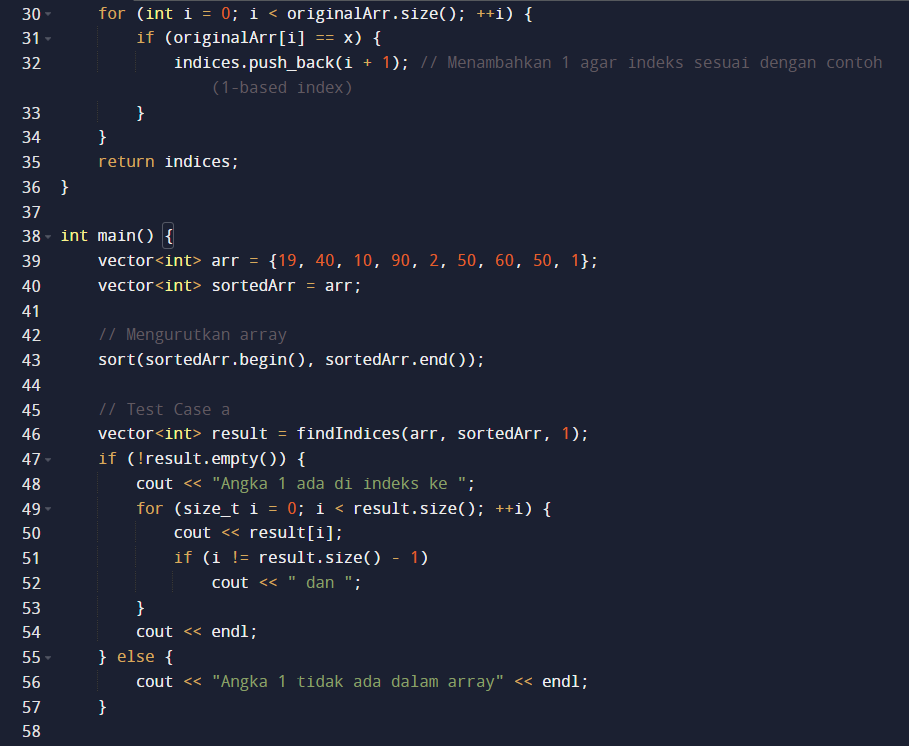 30 for (int i = 0; i < originalArr.size(); ++i) {
31 if (originalArr[i] == x) {
32 indices.push_back(i + 1); // Menambahkan 1 agar indeks sesuai dengan contoh
(1-based index)
33 }
34 }
35 return indices;
36 }
37
38 int main() {
39 vector<int> arr = {19, 40, 10, 90, 2, 50, 60, 50, 1};
40 vector<int> sortedArr = arr;
41
42 // Mengurutkan array
43 sort(sortedArr.begin(), sortedArr.end());
44
45 // Test Case a
46 vector<int> result = findIndices(arr, sortedArr, 1);
47 if (!result.empty()) {
48 cout << "Angka 1 ada di indeks ke ";
49 for (size_t i = 0; i < result.size(); ++i) {
50 cout << result[i];
51 if (i != result.size() - 1)
52 cout << " dan ";
53 }
54 cout << endl;
55 } else {
56 cout << "Angka 1 tidak ada dalam array" << endl;
57 }
58